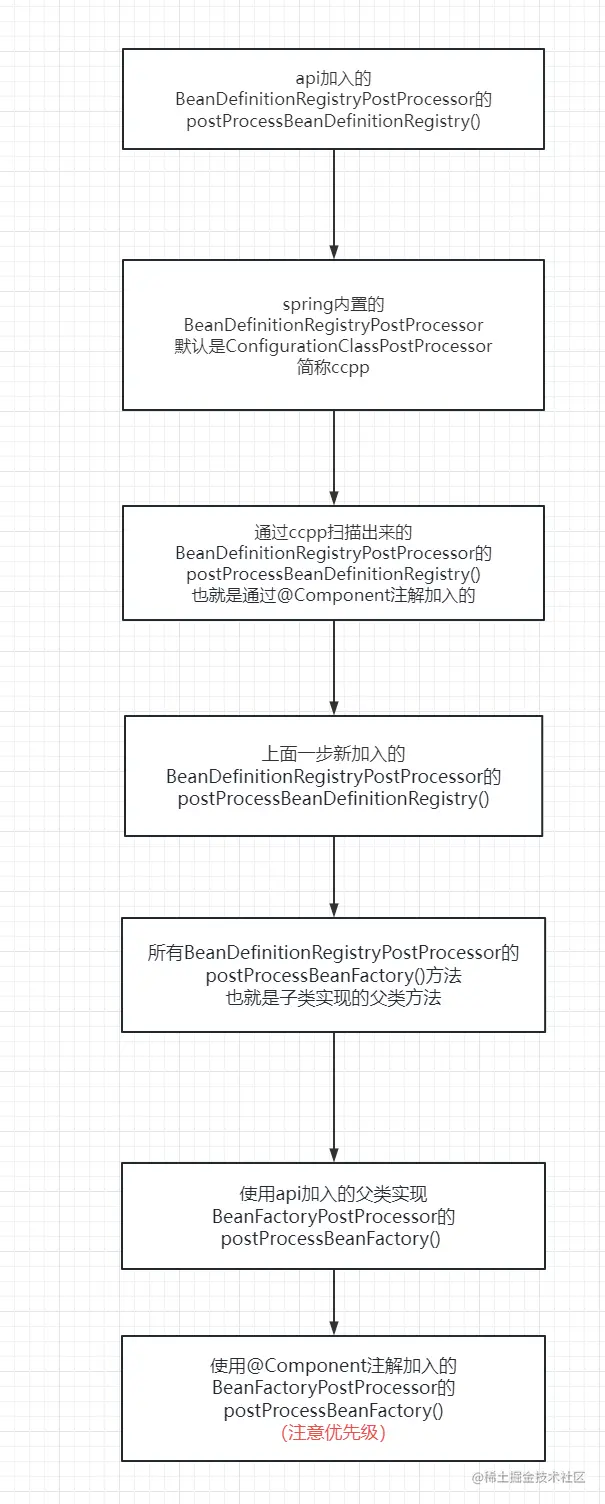 api加入的
BeanDefinitionRegistryPostProcessor的
postProcessBeanDefinitionRegistry()
spring内置的
BeanDefinitionRegistryPostProcessor
默认是ConfigurationClassPostProcessor
简称ccpp
通过ccpp扫描出来的
BeanDefinitionRegistryPostProcessor的
postProcessBeanDefinitionRegistry()
也就是通过@Component注解加入的
上面一步新加入的
BeanDefinitionRegistryPostProcessor的
postProcessBeanDefinitionRegistry()
所有BeanDefinitionRegistryPostProcessor的
postProcessBeanFactory()方法
也就是子类实现的父类方法
使用api加入的父类实现
BeanFactoryPostProcessor的
postProcessBeanFactory()
使用@Component注解加入的
BeanFactoryPostProcessor的
postProcessBeanFactory()
（注意优先级）
@稀土掘金技术社区